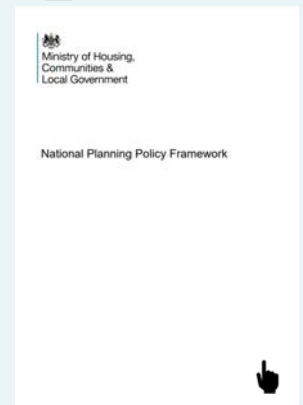 Ministry of Housing,
Communities &
Local Government
National Planning Policy Framework